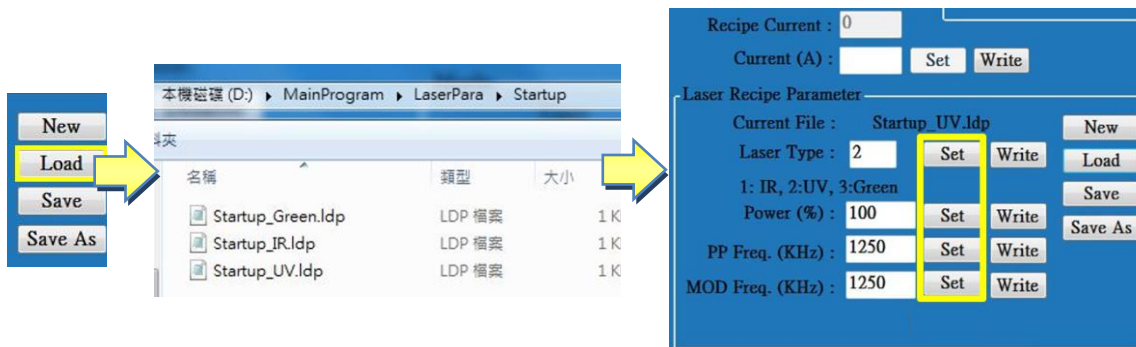 New
Load
Save
Save As
本機磁碟 (D:) ▸ MainProgram ▸ LaserPara ▸ Startup
料夾
名稱 類型 大小
Startup_Green.ldp LDP 檔案 1 K
Startup_IR.ldp LDP 檔案 1 K
Startup_UV.ldp LDP 檔案 1 K
Recipe Current : 0
Current (A) : Set Write
Laser Recipe Parameter
Current File : Startup_UV.ldp New
Laser Type : 2 Set Write Load
1: IR, 2:UV, 3:Green
Save
Power (%) : 100 Set Write
Save As
PP Freq. (KHz) : 1250 Set Write
MOD Freq. (KHz) : 1250 Set Write